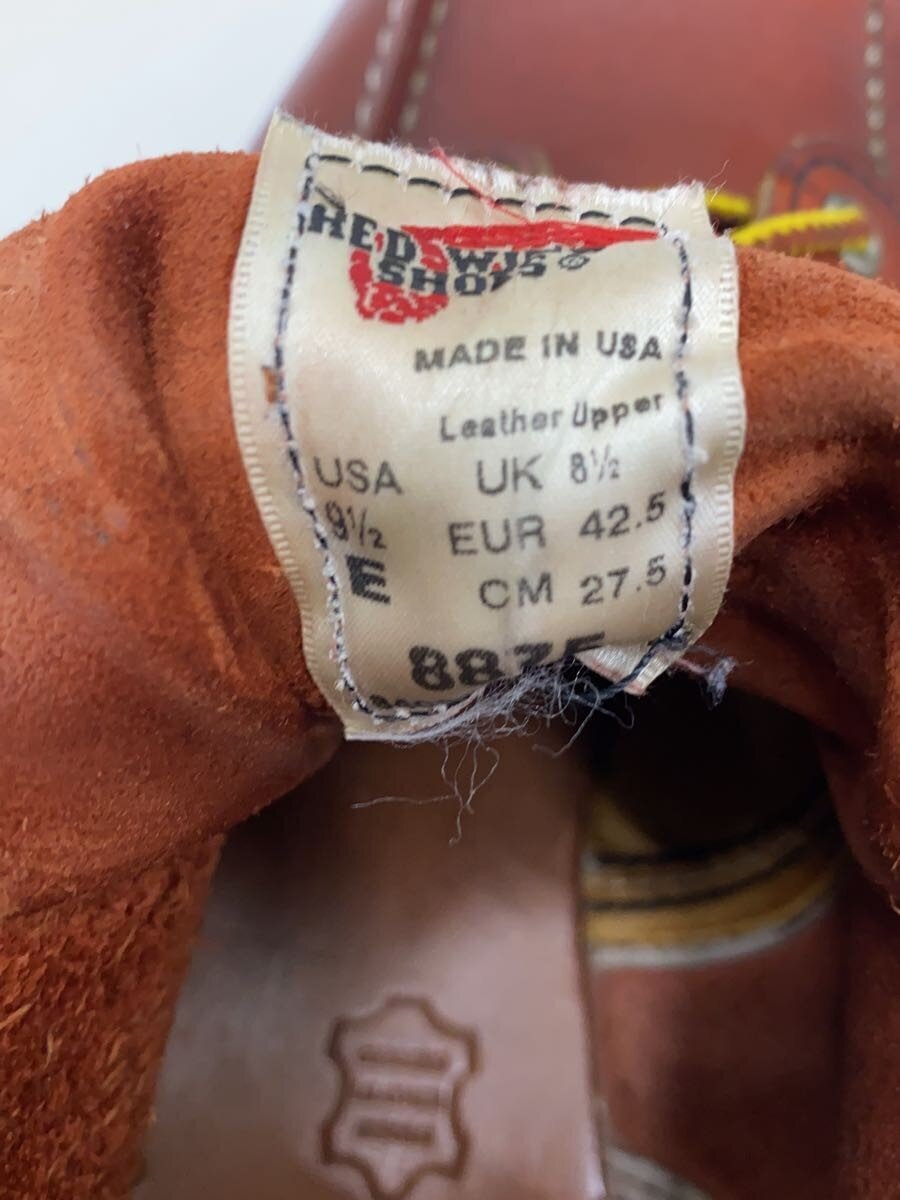 RED WING
SHOES®
MADE IN USA
Leather Upper
USA UK 8½
9½ EUR 42.5
E CM 27.5
8875